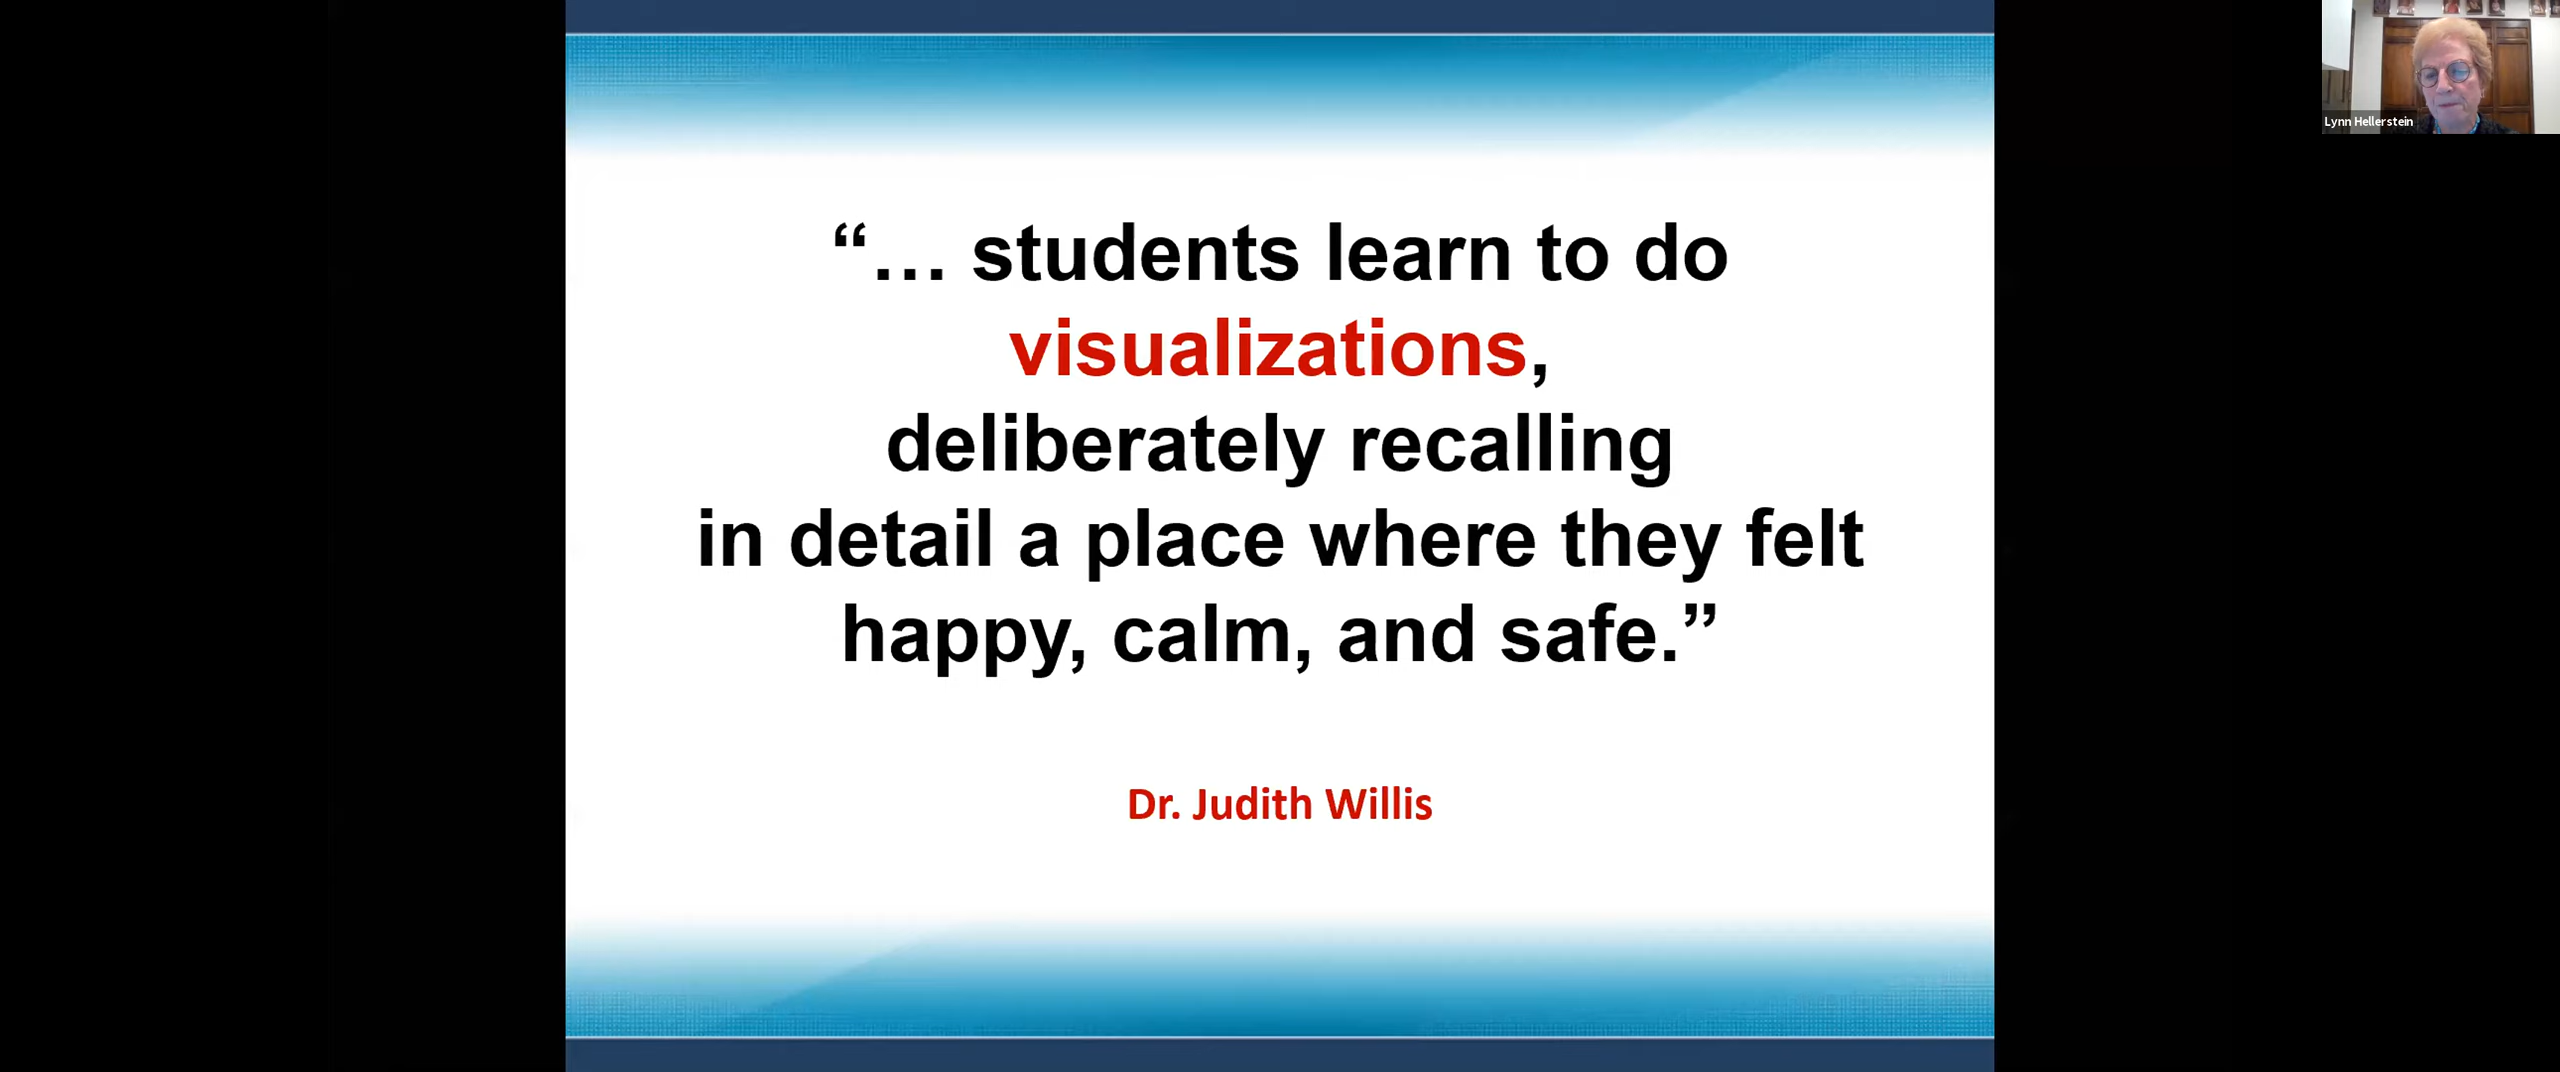 “… students learn to do
visualizations,
deliberately recalling
in detail a place where they felt
happy, calm, and safe.”
Dr. Judith Willis
Lynn Hellerstein